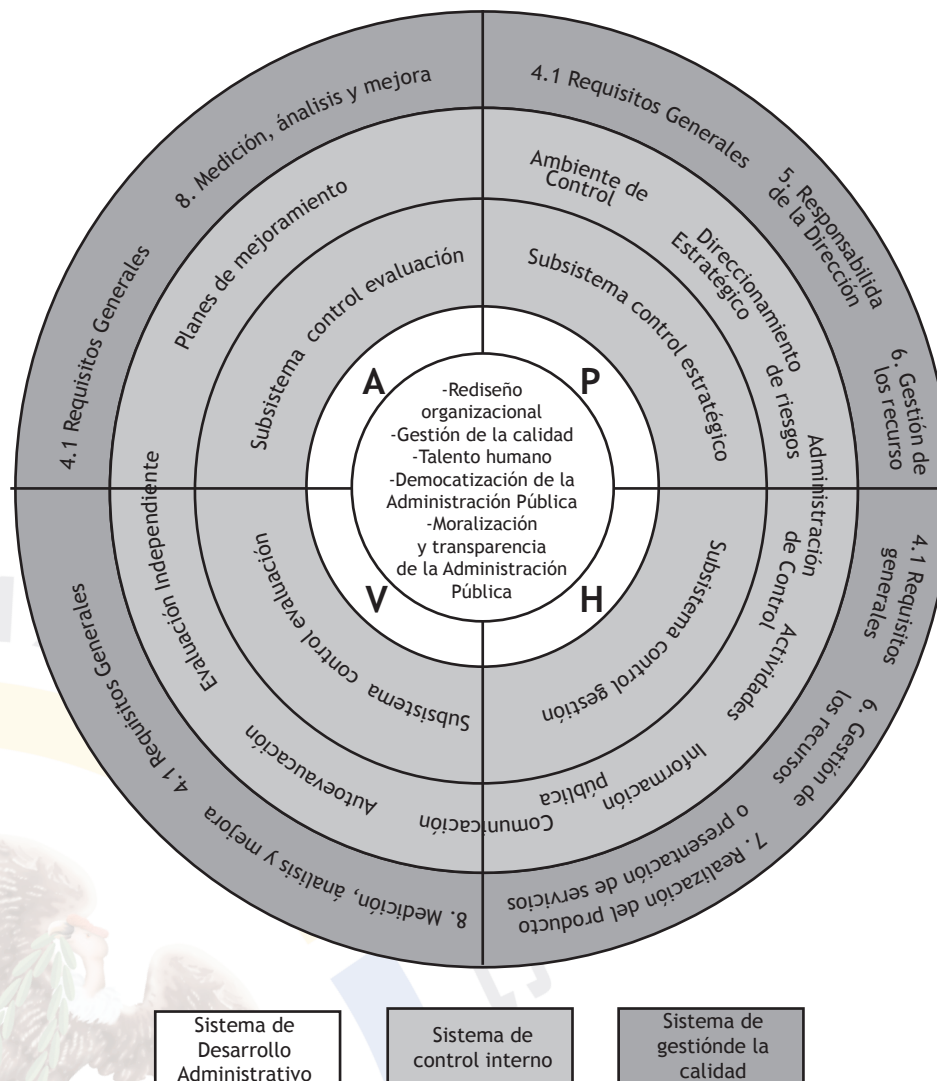 8. Medición, ánalisis y mejora
4.1 Requisitos Generales
4.1 Requisitos Generales
5. Responsabilida
de la Dirección
6. Gestión de
los recurso
Planes de mejoramiento
Ambiente de
Control
Direccionamiento
Estratégico
Administración
de riesgos
Subsistema control evaluación
Subsistema control estratégico
A
P
-Rediseño
organizacional
-Gestión de la calidad
-Talento humano
-Democatización de la
Administración Pública
-Moralización
y transparencia
de la Administración
Pública
V
H
Subsistema control evaluación
Subsistema control gestión
Evaluación Independiente
Autoevaucación
Comunicación
Información
pública
Actividades
de Control
4.1 Requisitos Generales
8. Medición, ánalisis y mejora
4.1 Requisitos
generales
6. Gestión de
los recursos
7. Realización del producto
o presentación de servicios
Sistema de
Desarrollo
Administrativo
Sistema de
control interno
Sistema de
gestiónde la
calidad